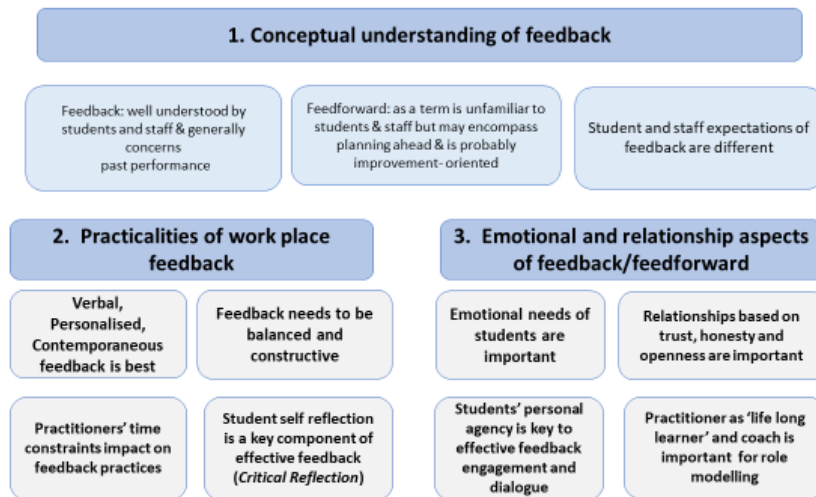 1. Conceptual understanding of feedback
Feedback: well understood by
students and staff & generally
concerns
past performance
Feedforward: as a term is unfamiliar to
students & staff but may encompass
planning ahead & is probably
improvement- oriented
Student and staff expectations of
feedback are different
2. Practicalities of work place
feedback
Verbal,
Personalised,
Contemporaneous
feedback is best
Feedback needs to be
balanced and
constructive
Practitioners' time
constraints impact on
feedback practices
Student self reflection
is a key component of
effective feedback
(Critical Reflection)
3. Emotional and relationship aspects
of feedback/feedforward
Emotional needs of
students are
important
Relationships based on
trust, honesty and
openness are important
Students' personal
agency is key to
effective feedback
engagement and
dialogue
Practitioner as 'life long
learner' and coach is
important for role
modelling